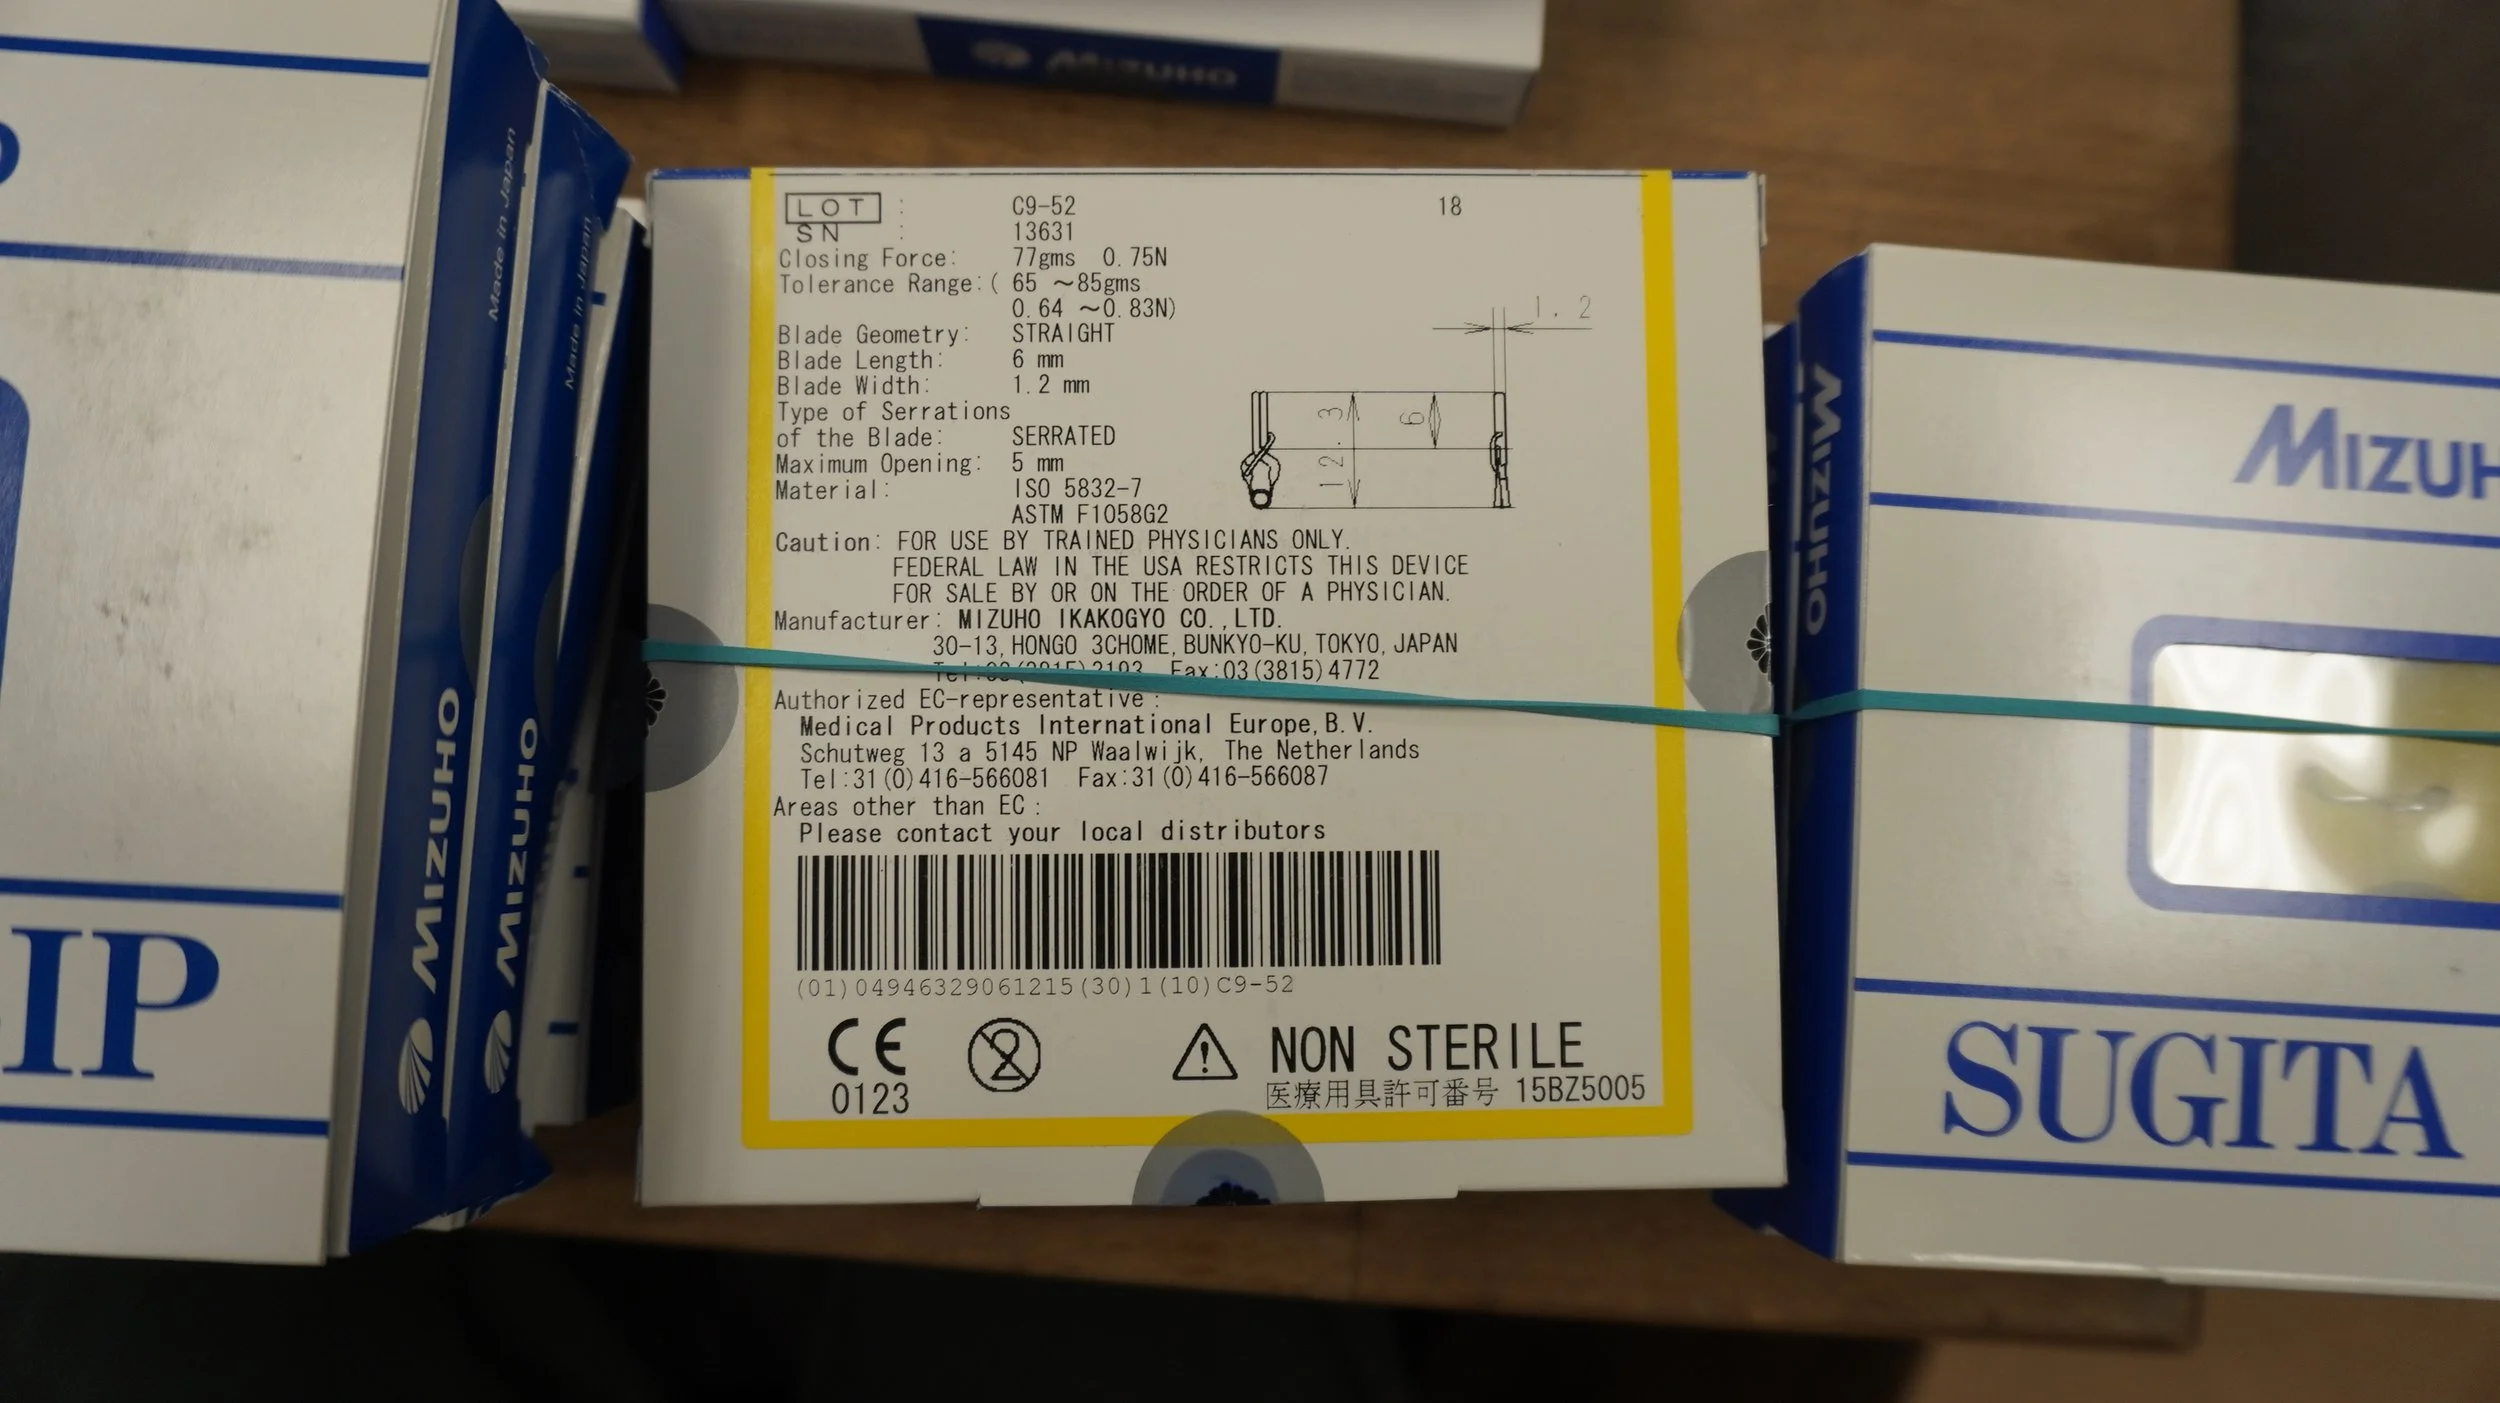 MIZUHO
Made in Japan
Made in Japan
MIZUHO
MIZUHO
IP
LOT : C9-52 18
SN : 13631
Closing Force: 77gms 0.75N
Tolerance Range:( 65 ~85gms
0.64 ~0.83N)
Blade Geometry: STRAIGHT
Blade Length: 6 mm
Blade Width: 1.2 mm
Type of Serrations
of the Blade: SERRATED
Maximum Opening: 5 mm
Material: ISO 5832-7
ASTM F1058G2
1.2
12.3
6
Caution: FOR USE BY TRAINED PHYSICIANS ONLY.
FEDERAL LAW IN THE USA RESTRICTS THIS DEVICE
FOR SALE BY OR ON THE ORDER OF A PHYSICIAN.
Manufacturer: MIZUHO IKAKOGYO CO.,LTD.
30-13, HONGO 3CHOME, BUNKYO-KU, TOKYO, JAPAN
Fax:03(3815)4772
Authorized EC-representative:
Medical Products International Europe,B.V.
Schutweg 13 a 5145 NP Waalwijk, The Netherlands
Tel:31(0)416-566081 Fax:31(0)416-566087
Areas other than EC:
Please contact your local distributors
(01)04946329061215(30)1(10)C9-52
CE
0123
2
NON STERILE
医療用具許可番号 15BZ5005
MIZUHO
MIZUH
SUGITA